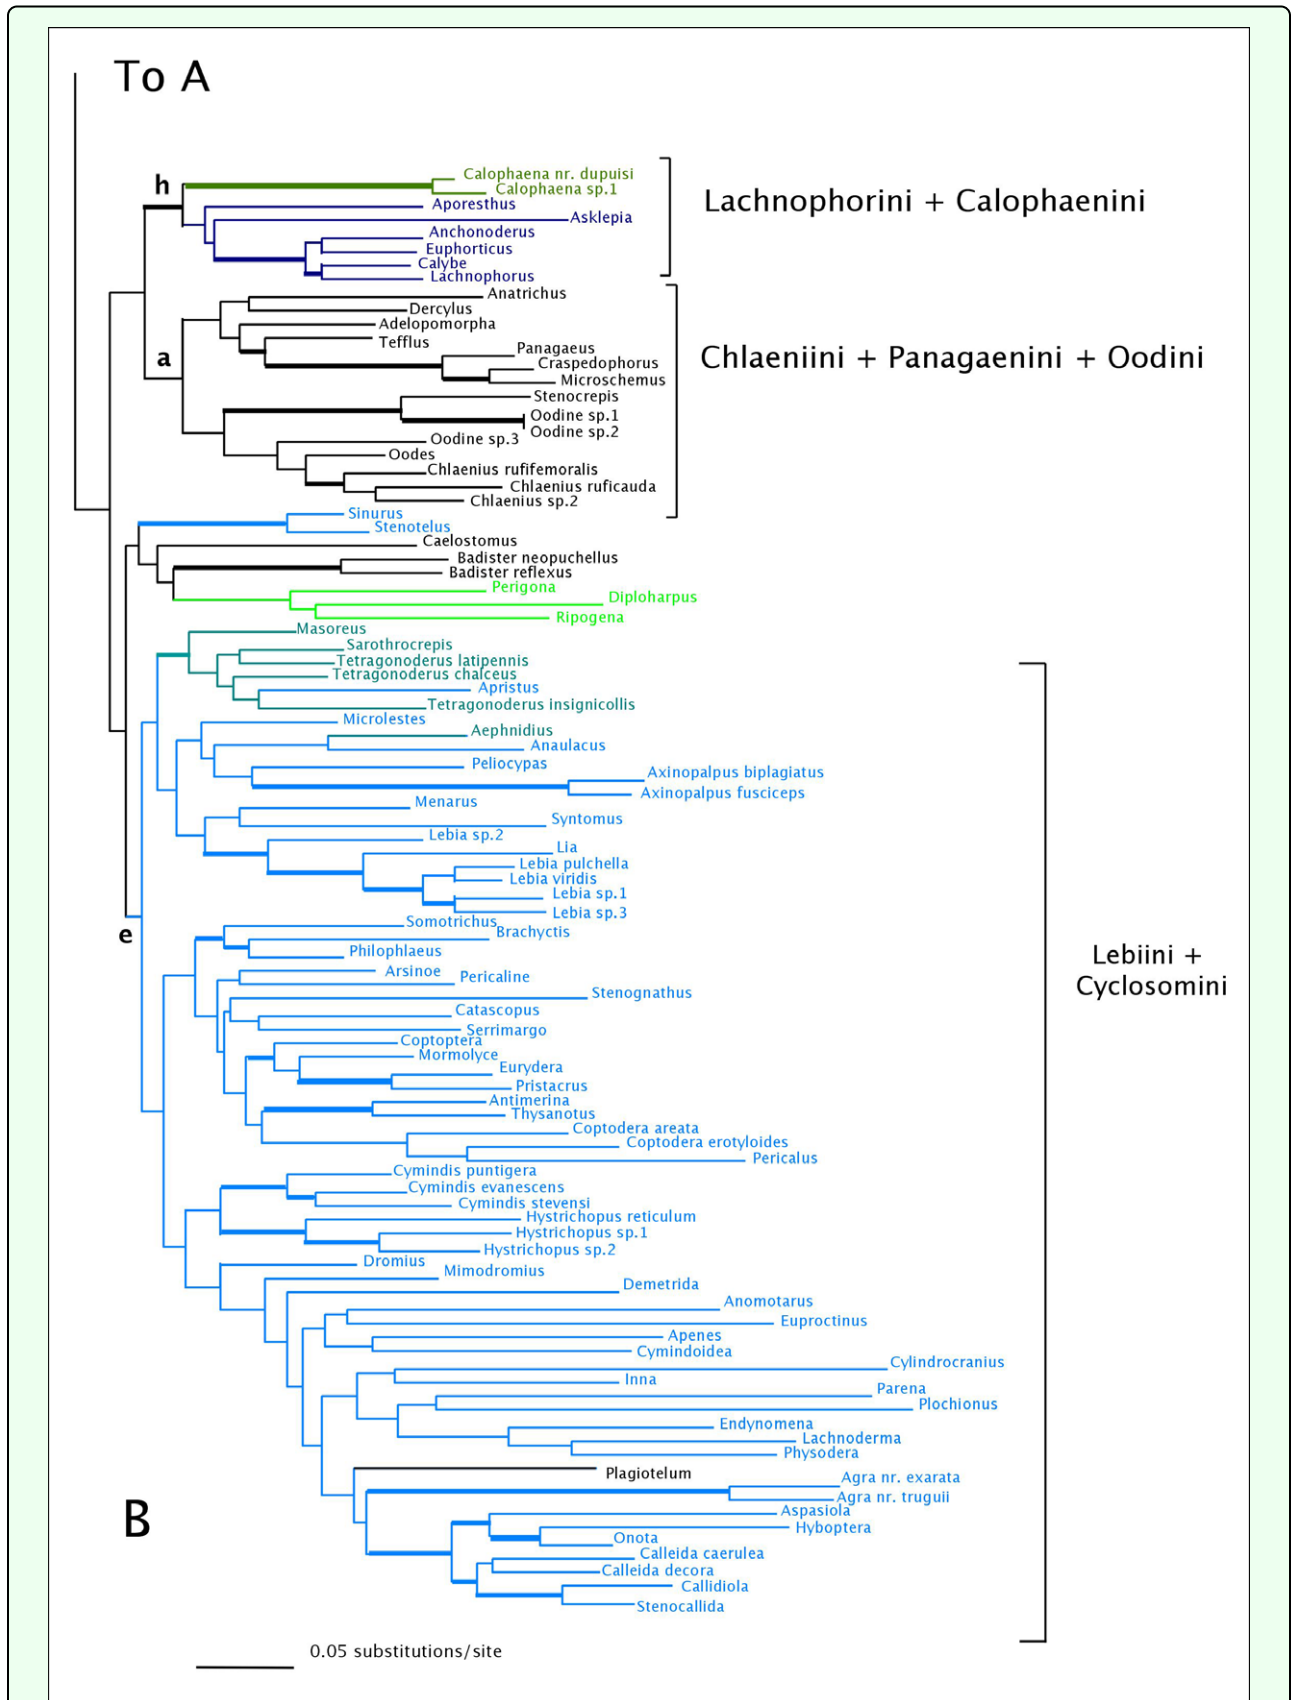 To A
h
Calophaena nr. dupuisi
Calophaena sp.1
Aporesthus
Asklepia
Anchonoderus
Euphorticus
Calybe
Lachnophorus
Lachnophorini + Calophaenini
a
Anatrichus
Dercylus
Adelopomorpha
Tefflus
Panagaeus
Craspedophorus
Microschemus
Stenocrepis
Oodine sp.1
Oodine sp.2
Oodine sp.3
Oodes
Chlaenius rufifemoralis
Chlaenius ruficauda
Chlaenius sp.2
Chlaeniini + Panagaenini + Oodini
Sinurus
Stenotelus
Caelostomus
Badister neopuchellus
Badister reflexus
Perigona
Diploharpus
Ripogena
Masoreus
Sarothrocrepis
Tetragonoderus latipennis
Tetragonoderus chalceus
Apristus
Tetragonoderus insignicollis
Microlestes
Aephnidius
Anaulacus
Peliocypas
Axinopalpus biplagiatus
Axinopalpus fusciceps
Menarus
Syntomus
Lebia sp.2
Lia
Lebia pulchella
Lebia viridis
Lebia sp.1
Lebia sp.3
e
Somotrichus
Brachyctis
Philophlaeus
Arsinoe
Pericaline
Stenognathus
Catascopus
Serrimargo
Coptoptera
Mormolyce
Eurydera
Pristacrus
Antimerina
Thysanotus
Coptodera areata
Coptodera erotyloides
Pericalus
Lebiini +
Cyclosomini
Cymindis puntigera
Cymindis evanescens
Cymindis stevensi
Hystrichopus reticulum
Hystrichopus sp.1
Hystrichopus sp.2
Dromius
Mimodromius
Demetrida
Anomotarus
Euproctinus
Apenes
Cymindoidea
Cylindrocranius
Inna
Parena
Plochionus
Endynomena
Lachnoderma
Physodera
Plagiotelum
Agra nr. exarata
Agra nr. truguii
Aspasiola
Hyboptera
Onota
Calleida caerulea
Calleida decora
Callidiola
Stenocallida
B
0.05 substitutions/site